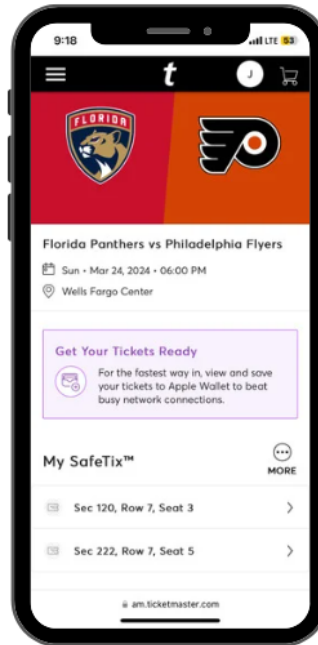 9:18
LTE 53
t
J
FLORIDA
Florida Panthers vs Philadelphia Flyers
Sun • Mar 24, 2024 • 06:00 PM
Wells Fargo Center
Get Your Tickets Ready
For the fastest way in, view and save
your tickets to Apple Wallet to beat
busy network connections.
My SafeTix™
MORE
Sec 120, Row 7, Seat 3
Sec 222, Row 7, Seat 5
am.ticketmaster.com